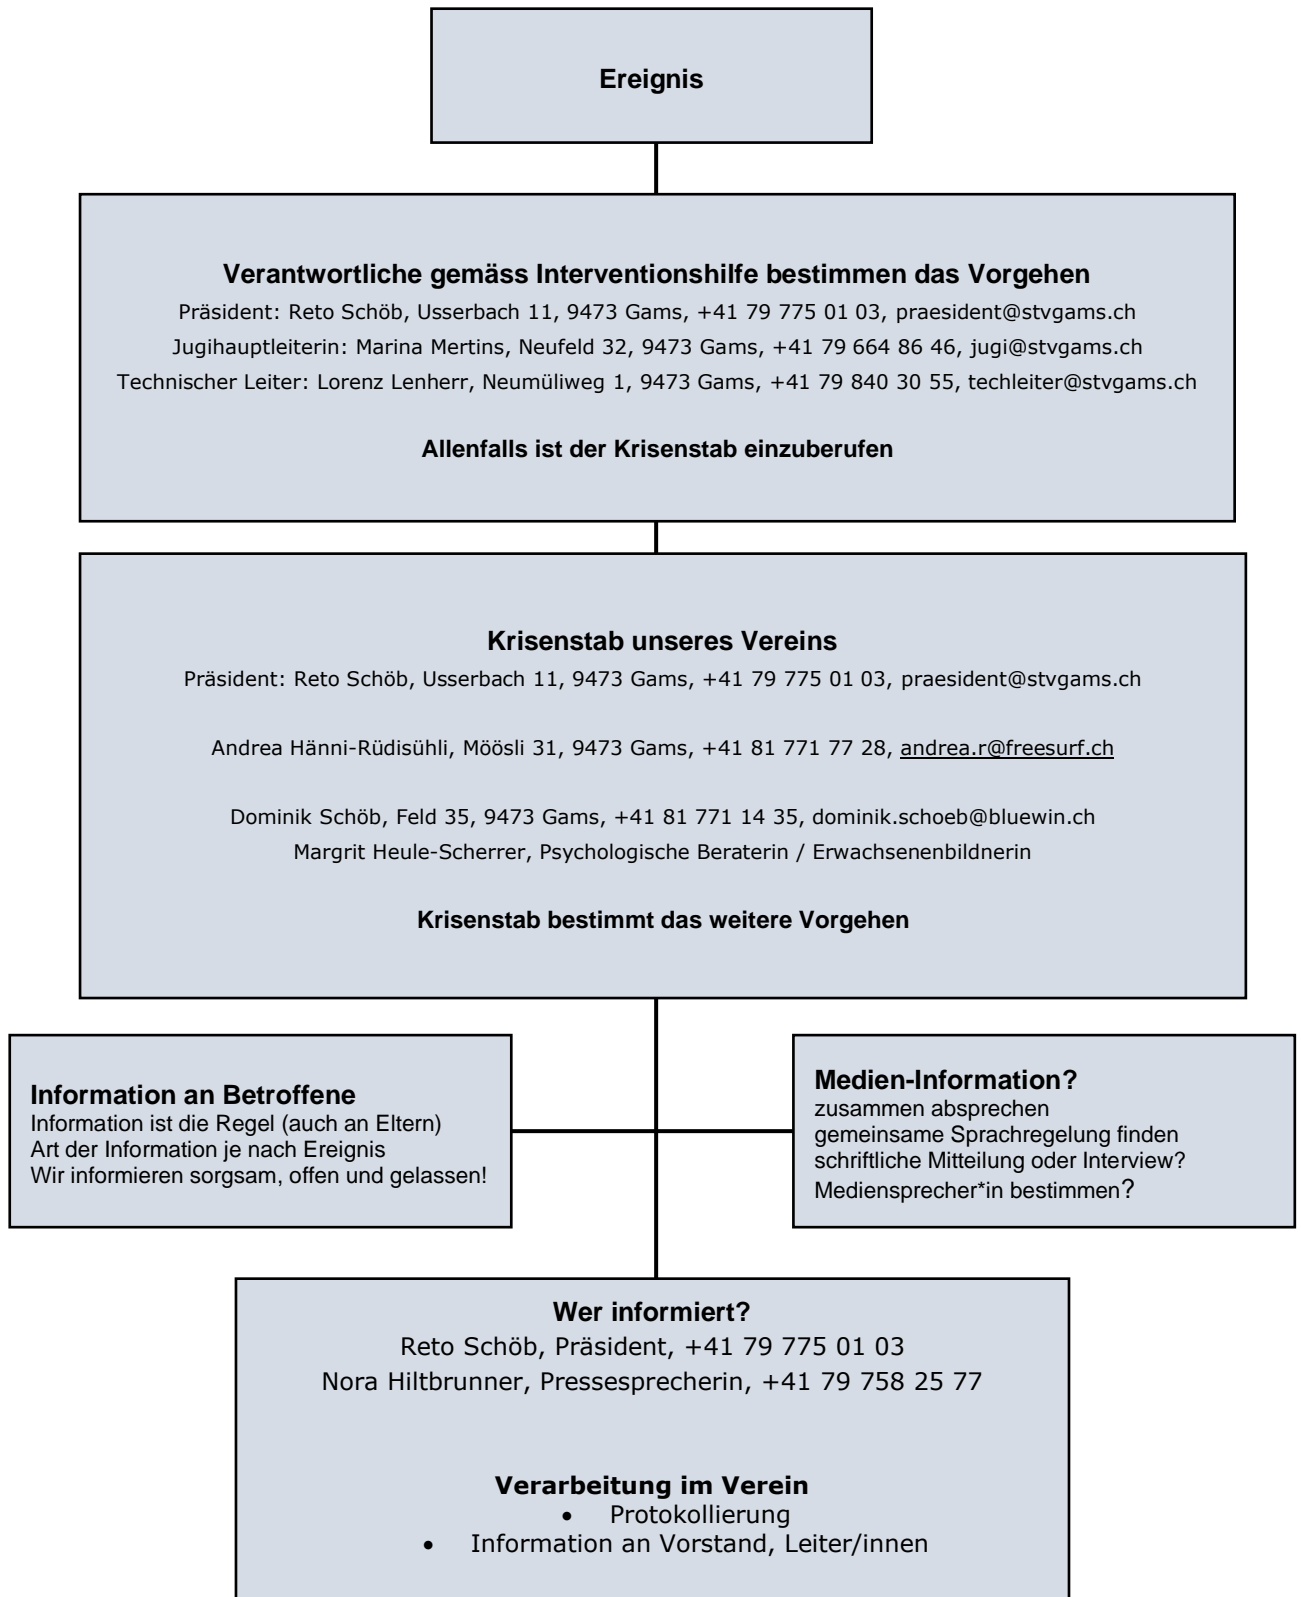 Ereignis
Verantwortliche gemäss Interventionshilfe bestimmen das Vorgehen
Präsident: Reto Schöb, Usserbach 11, 9473 Gams, +41 79 775 01 03, praesident@stvgams.ch
Jugihauptleiterin: Marina Mertins, Neufeld 32, 9473 Gams, +41 79 664 86 46, jugi@stvgams.ch
Technischer Leiter: Lorenz Lenherr, Neumüliweg 1, 9473 Gams, +41 79 840 30 55, techleiter@stvgams.ch
Allenfalls ist der Krisenstab einzuberufen
Krisenstab unseres Vereins
Präsident: Reto Schöb, Usserbach 11, 9473 Gams, +41 79 775 01 03, praesident@stvgams.ch
Andrea Hänni-Rüdisühli, Möösli 31, 9473 Gams, +41 81 771 77 28, andrea.r@freesurf.ch
Dominik Schöb, Feld 35, 9473 Gams, +41 81 771 14 35, dominik.schoeb@bluewin.ch
Margrit Heule-Scherrer, Psychologische Beraterin / Erwachsenenbildnerin
Krisenstab bestimmt das weitere Vorgehen
Information an Betroffene
Information ist die Regel (auch an Eltern)
Art der Information je nach Ereignis
Wir informieren sorgsam, offen und gelassen!
Medien-Information?
zusammen absprechen
gemeinsame Sprachregelung finden
schriftliche Mitteilung oder Interview?
Mediensprecher*in bestimmen?
Wer informiert?
Reto Schöb, Präsident, +41 79 775 01 03
Nora Hiltbrunner, Pressesprecherin, +41 79 758 25 77
Verarbeitung im Verein
• Protokollierung
• Information an Vorstand, Leiter/innen